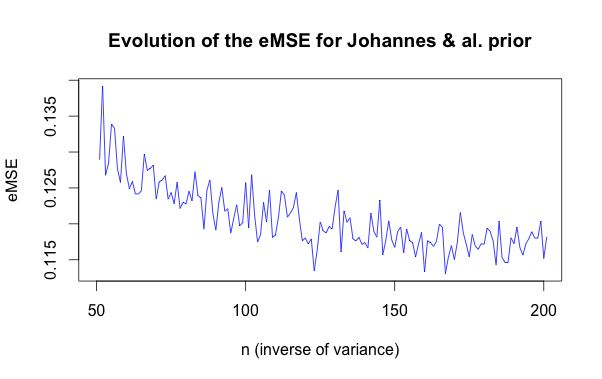 Evolution of the eMSE for Johannes & al. prior
eMSE
0.135
0.125
0.115
50 100 150 200
n (inverse of variance)